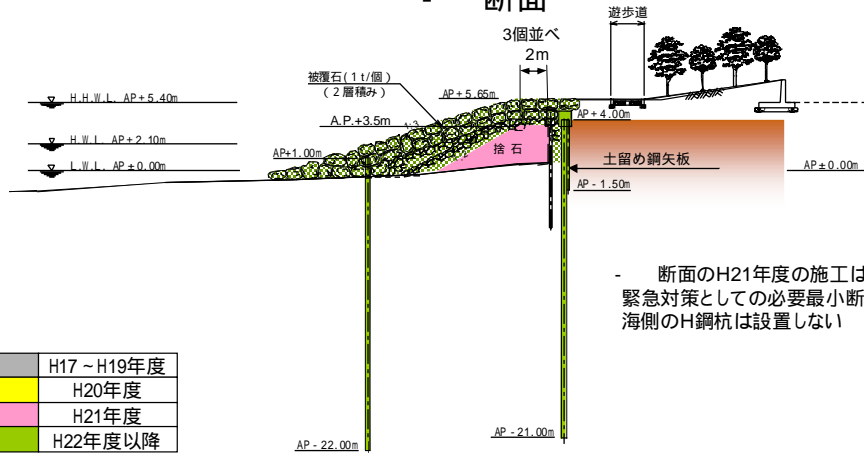 - 断面
遊歩道
3個並べ
2m
被覆石(１t/個)
(２層積み)
AP+5.65m
H.H.W.L. AP+5.40m
A.P.+3.5m
1:3
AP+4.00m
H.W.L. AP+2.10m
AP+1.00m
捨石
L.W.L. AP±0.00m
土留め鋼矢板
AP±0.00m
AP-1.50m
- 断面のH21年度の施工は
緊急対策としての必要最小断
海側のH鋼杭は設置しない
H17～H19年度
H20年度
H21年度
H22年度以降
AP-22.00m
AP-21.00m